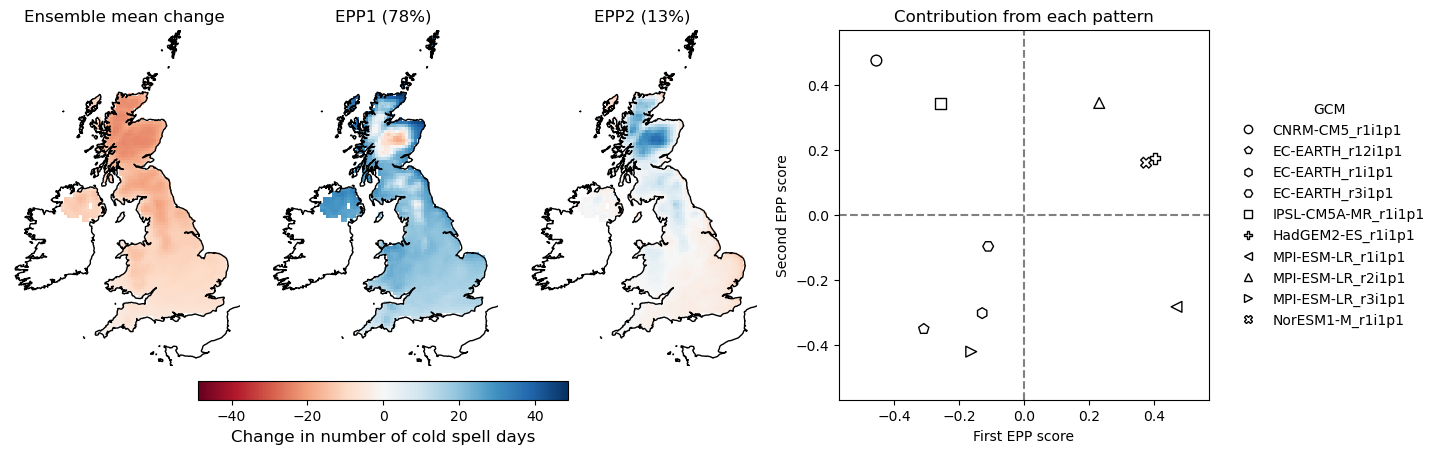 Ensemble mean change
EPP1 (78%)
EPP2 (13%)
Contribution from each pattern
−40
−20
0
20
40
Change in number of cold spell days
Second EPP score
0.4
0.2
0.0
−0.2
−0.4
−0.4
−0.2
0.0
0.2
0.4
First EPP score
GCM
CNRM-CM5_r1i1p1
EC-EARTH_r12i1p1
EC-EARTH_r1i1p1
EC-EARTH_r3i1p1
IPSL-CM5A-MR_r1i1p1
HadGEM2-ES_r1i1p1
MPI-ESM-LR_r1i1p1
MPI-ESM-LR_r2i1p1
MPI-ESM-LR_r3i1p1
NorESM1-M_r1i1p1